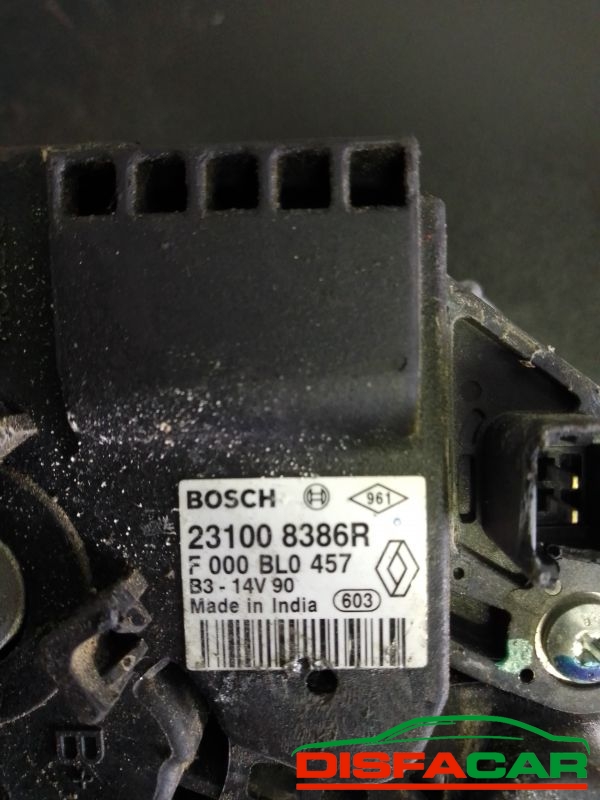 BOSCH 961
23100 8386R
F 000 BL0 457
B3 - 14V 90
Made in India 603
B+
DISFACAR